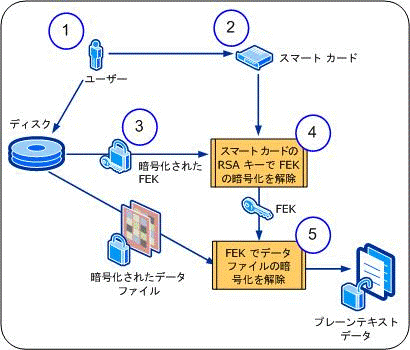 1
2
ユーザー
スマート カード
ディスク
3
4
暗号化された
FEK
スマート カードの
RSA キーで FEK
の暗号化を解除
FEK
5
暗号化されたデータ
ファイル
FEK でデータ
ファイルの暗
号化を解除
プレーンテキスト
データ